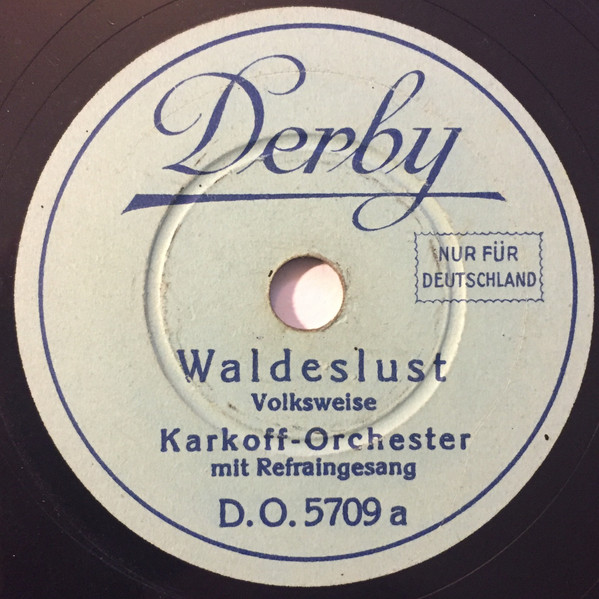 Derby
NUR FÜR
DEUTSCHLAND
Waldeslust
Volksweise
Karkoff-Orchester
mit Refraingesang
D.O. 5709 a